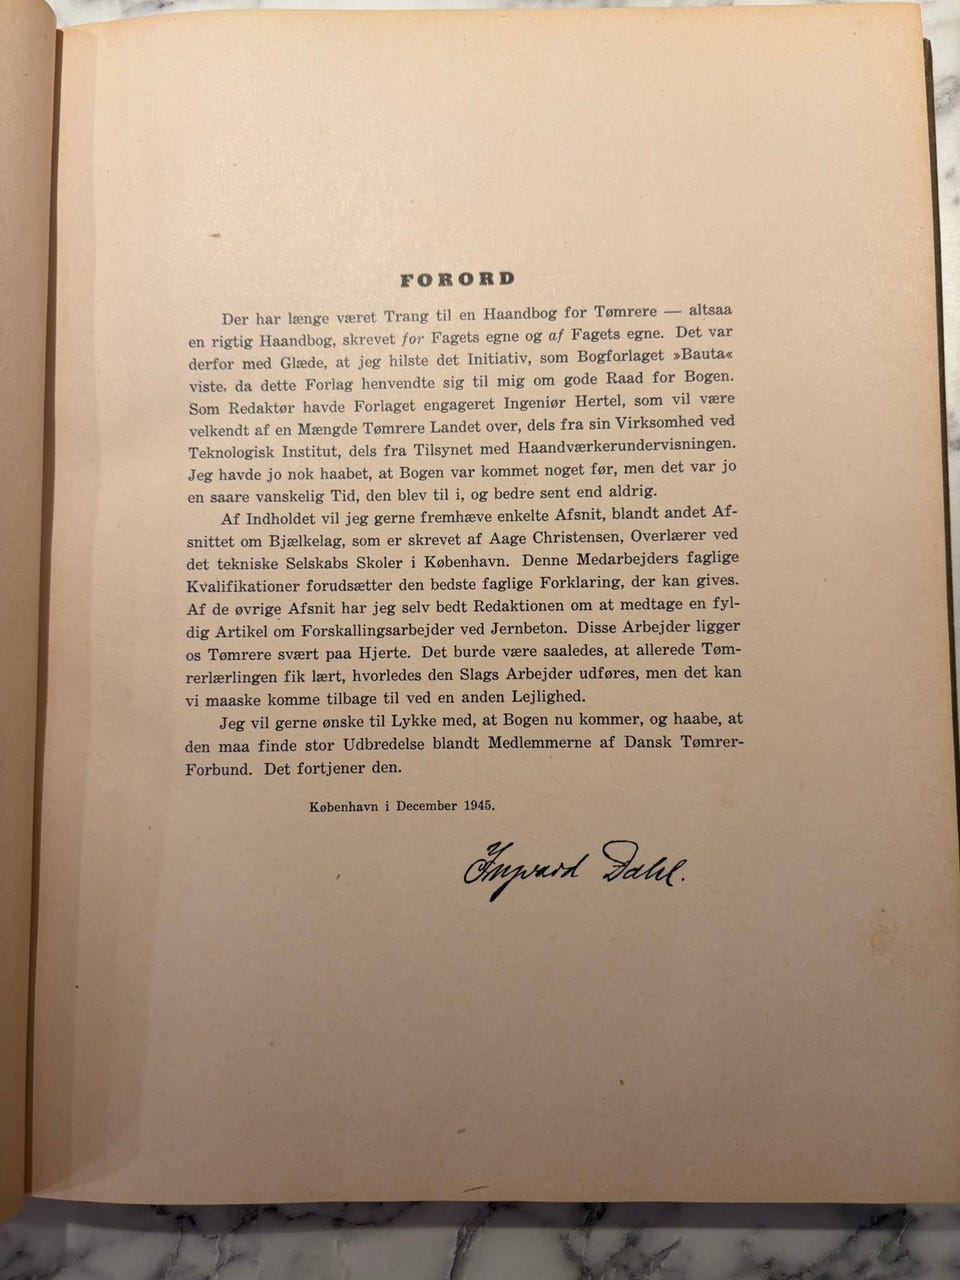 FORORD
Der har længe været Trang til en Haandbog for Tømrere — altsaa
en rigtig Haandbog, skrevet for Fagets egne og af Fagets egne. Det var
derfor med Glæde, at jeg hilste det Initiativ, som Bogforlaget »Bauta«
viste, da dette Forlag henvendte sig til mig om gode Raad for Bogen.
Som Redaktør havde Forlaget engageret Ingeniør Hertel, som vil være
velkendt af en Mængde Tømrere Landet over, dels fra sin Virksomhed ved
Teknologisk Institut, dels fra Tilsynet med Haandværkerundervisningen.
Jeg havde jo nok haabet, at Bogen var kommet noget før, men det var jo
en saare vanskelig Tid, den blev til i, og bedre sent end aldrig.
Af Indholdet vil jeg gerne fremhæve enkelte Afsnit, blandt andet Af-
snittet om Bjælkelag, som er skrevet af Aage Christensen, Overlærer ved
det tekniske Selskabs Skoler i København. Denne Medarbejders faglige
Kvalifikationer forudsætter den bedste faglige Forklaring, der kan gives.
Af de øvrige Afsnit har jeg selv bedt Redaktionen om at medtage en fyl-
dig Artikel om Forskallingsarbejder ved Jernbeton. Disse Arbejder ligger
os Tømrere svært paa Hjerte. Det burde være saaledes, at allerede Tøm-
rerlærlingen fik lært, hvorledes den Slags Arbejder udføres, men det kan
vi maaske komme tilbage til ved en anden Lejlighed.
Jeg vil gerne ønske til Lykke med, at Bogen nu kommer, og haabe, at
den maa finde stor Udbredelse blandt Medlemmerne af Dansk Tømrer-
Forbund. Det fortjener den.
København i December 1945.
Ingvard Dahl.